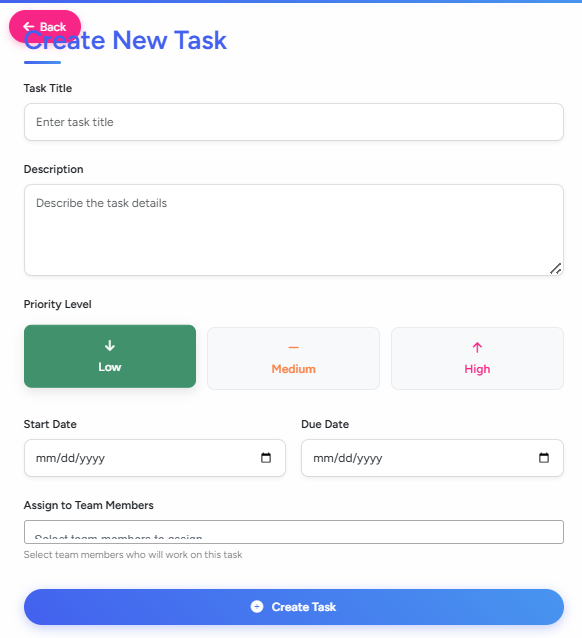 Back
Create New Task
Task Title
Enter task title
Description
Describe the task details
Priority Level
Low
Medium
High
Start Date
Due Date
mm/dd/yyyy
mm/dd/yyyy
Assign to Team Members
Select team members to assign
Select team members who will work on this task
Create Task